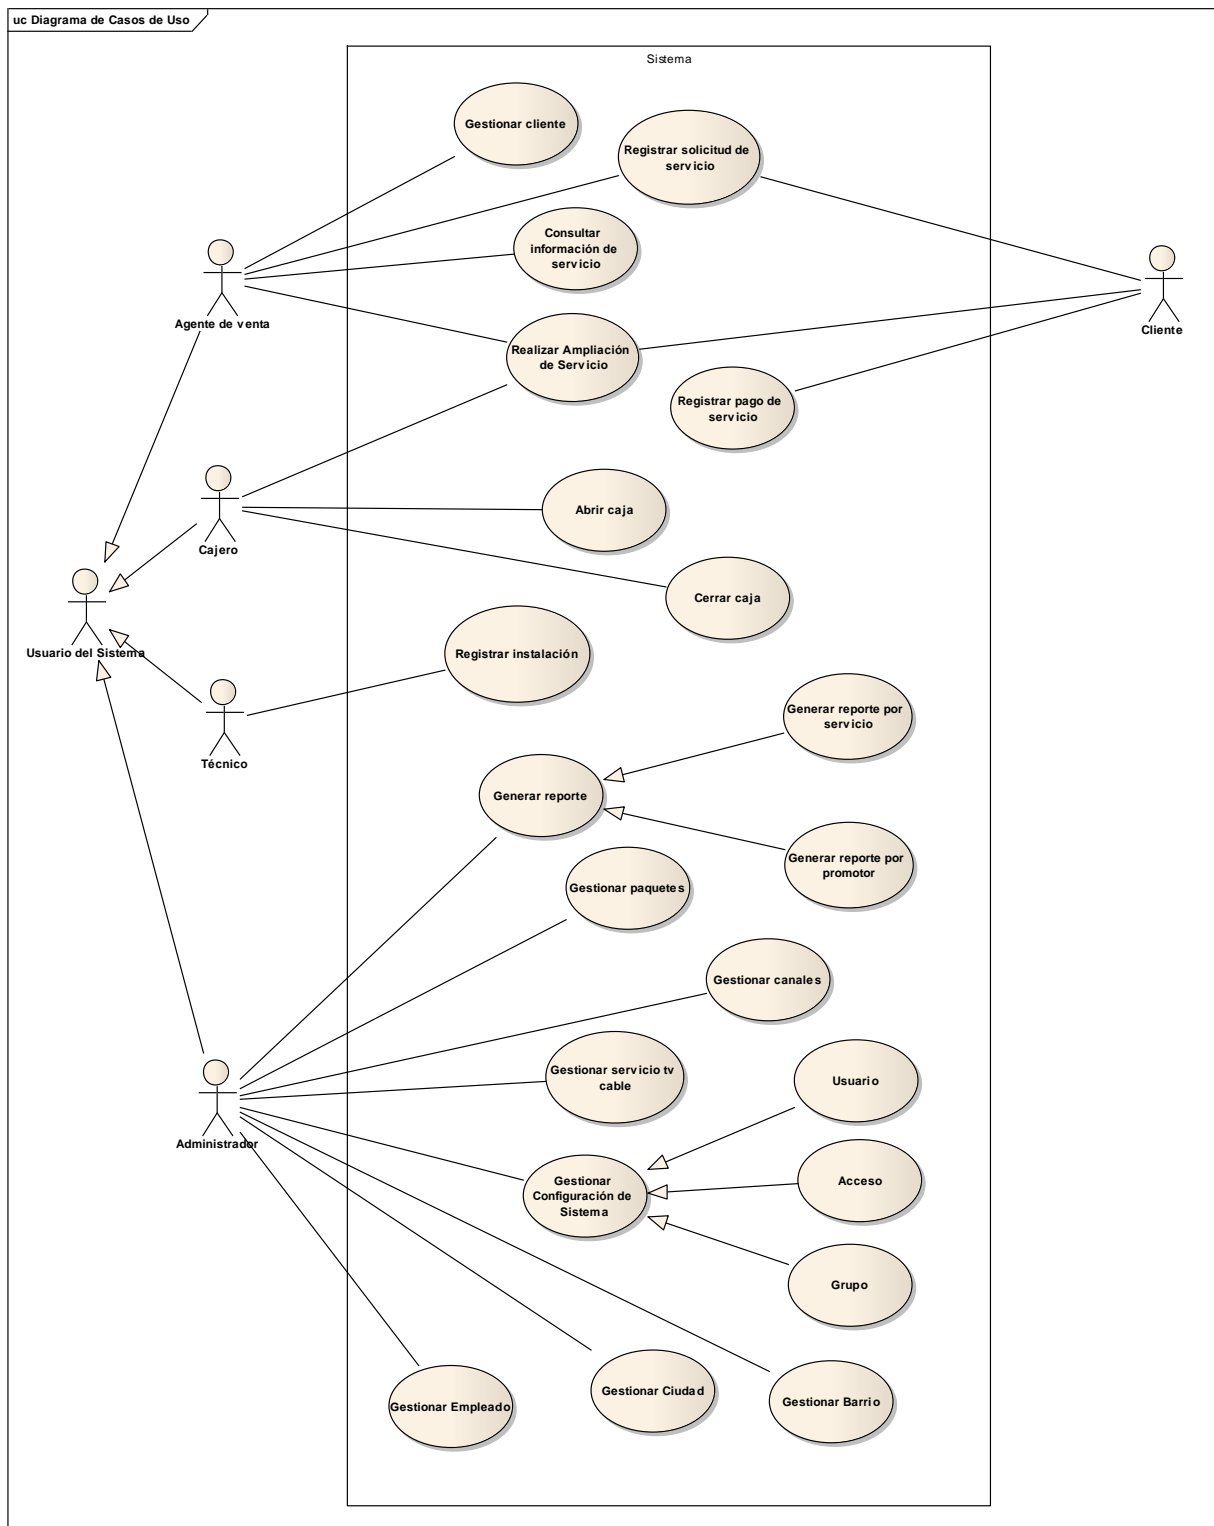 uc Diagrama de Casos de Uso
Sistema
Gestionar cliente
Registrar solicitud de
servicio
Consultar
información de
servicio
Agente de venta
Cliente
Realizar Ampliación
de Servicio
Registrar pago de
servicio
Abrir caja
Cajero
Cerrar caja
Usuario del Sistema
Registrar instalación
Técnico
Generar reporte por
servicio
Generar reporte
Generar reporte por
promotor
Gestionar paquetes
Gestionar canales
Gestionar servicio tv
cable
Usuario
Administrador
Gestionar
Configuración de
Sistema
Acceso
Grupo
Gestionar Empleado
Gestionar Ciudad
Gestionar Barrio